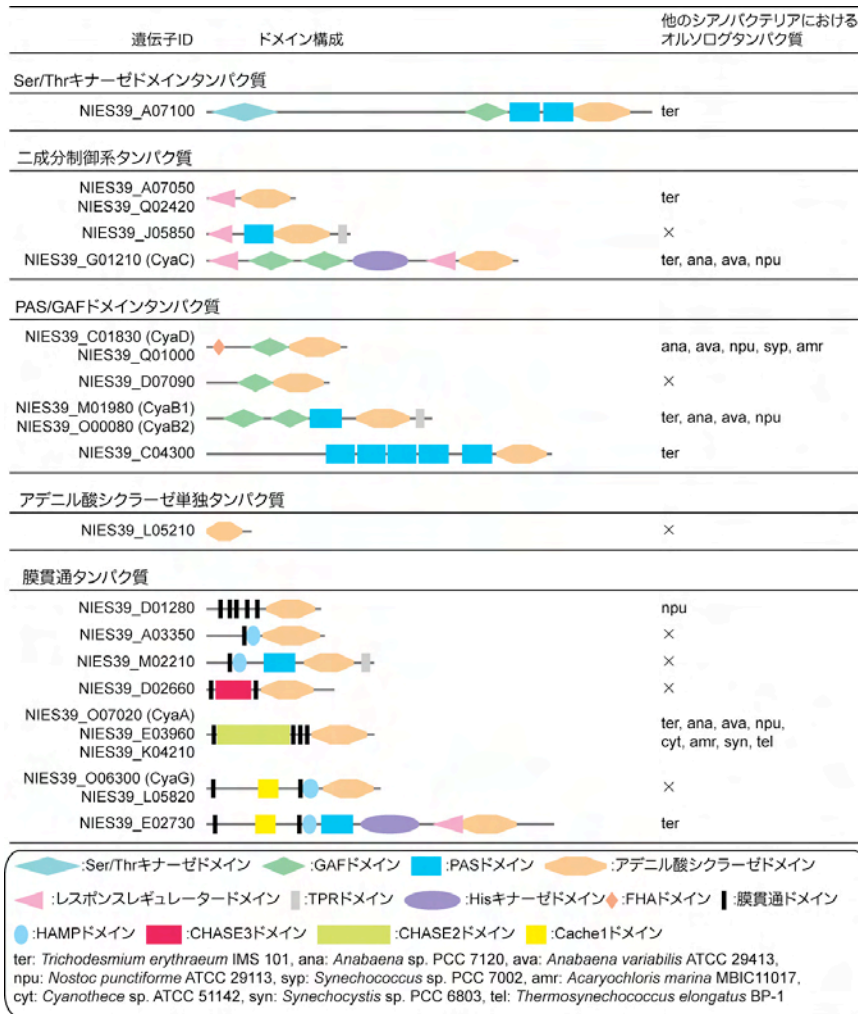 遺伝子ID ドメイン構成 他のシアノバクテリアにおける
オルソログタンパク質
Ser/Thrキナーゼドメインタンパク質
NIES39_A07100 ter
二成分制御系タンパク質
NIES39_A07050
NIES39_Q02420 ter
NIES39_J05850 ×
NIES39_G01210 (CyaC) ter, ana, ava, npu
PAS/GAFドメインタンパク質
NIES39_C01830 (CyaD)
NIES39_Q01000 ana, ava, npu, syp, amr
NIES39_D07090 ×
NIES39_M01980 (CyaB1)
NIES39_O00080 (CyaB2) ter, ana, ava, npu
NIES39_C04300 ter
アデニル酸シクラーゼ単独タンパク質
NIES39_L05210 ×
膜貫通タンパク質
NIES39_D01280 npu
NIES39_A03350 ×
NIES39_M02210 ×
NIES39_D02660 ×
NIES39_O07020 (CyaA)
NIES39_E03960 ter, ana, ava, npu,
NIES39_K04210 cyt, amr, syn, tel
NIES39_O06300 (CyaG)
NIES39_L05820 ×
NIES39_E02730 ter
:Ser/Thrキナーゼドメイン :GAFドメイン :PASドメイン :アデニル酸シクラーゼドメイン
:レスポンスレギュレータードメイン :TPRドメイン :Hisキナーゼドメイン :FHAドメイン :膜貫通ドメイン
:HAMPドメイン :CHASE3ドメイン :CHASE2ドメイン :Cache1ドメイン
ter: Trichodesmium erythraeum IMS 101, ana: Anabaena sp. PCC 7120, ava: Anabaena variabilis ATCC 29413,
npu: Nostoc punctiforme ATCC 29113, syp: Synechococcus sp. PCC 7002, amr: Acaryochloris marina MBIC11017,
cyt: Cyanothece sp. ATCC 51142, syn: Synechocystis sp. PCC 6803, tel: Thermosynechococcus elongatus BP-1